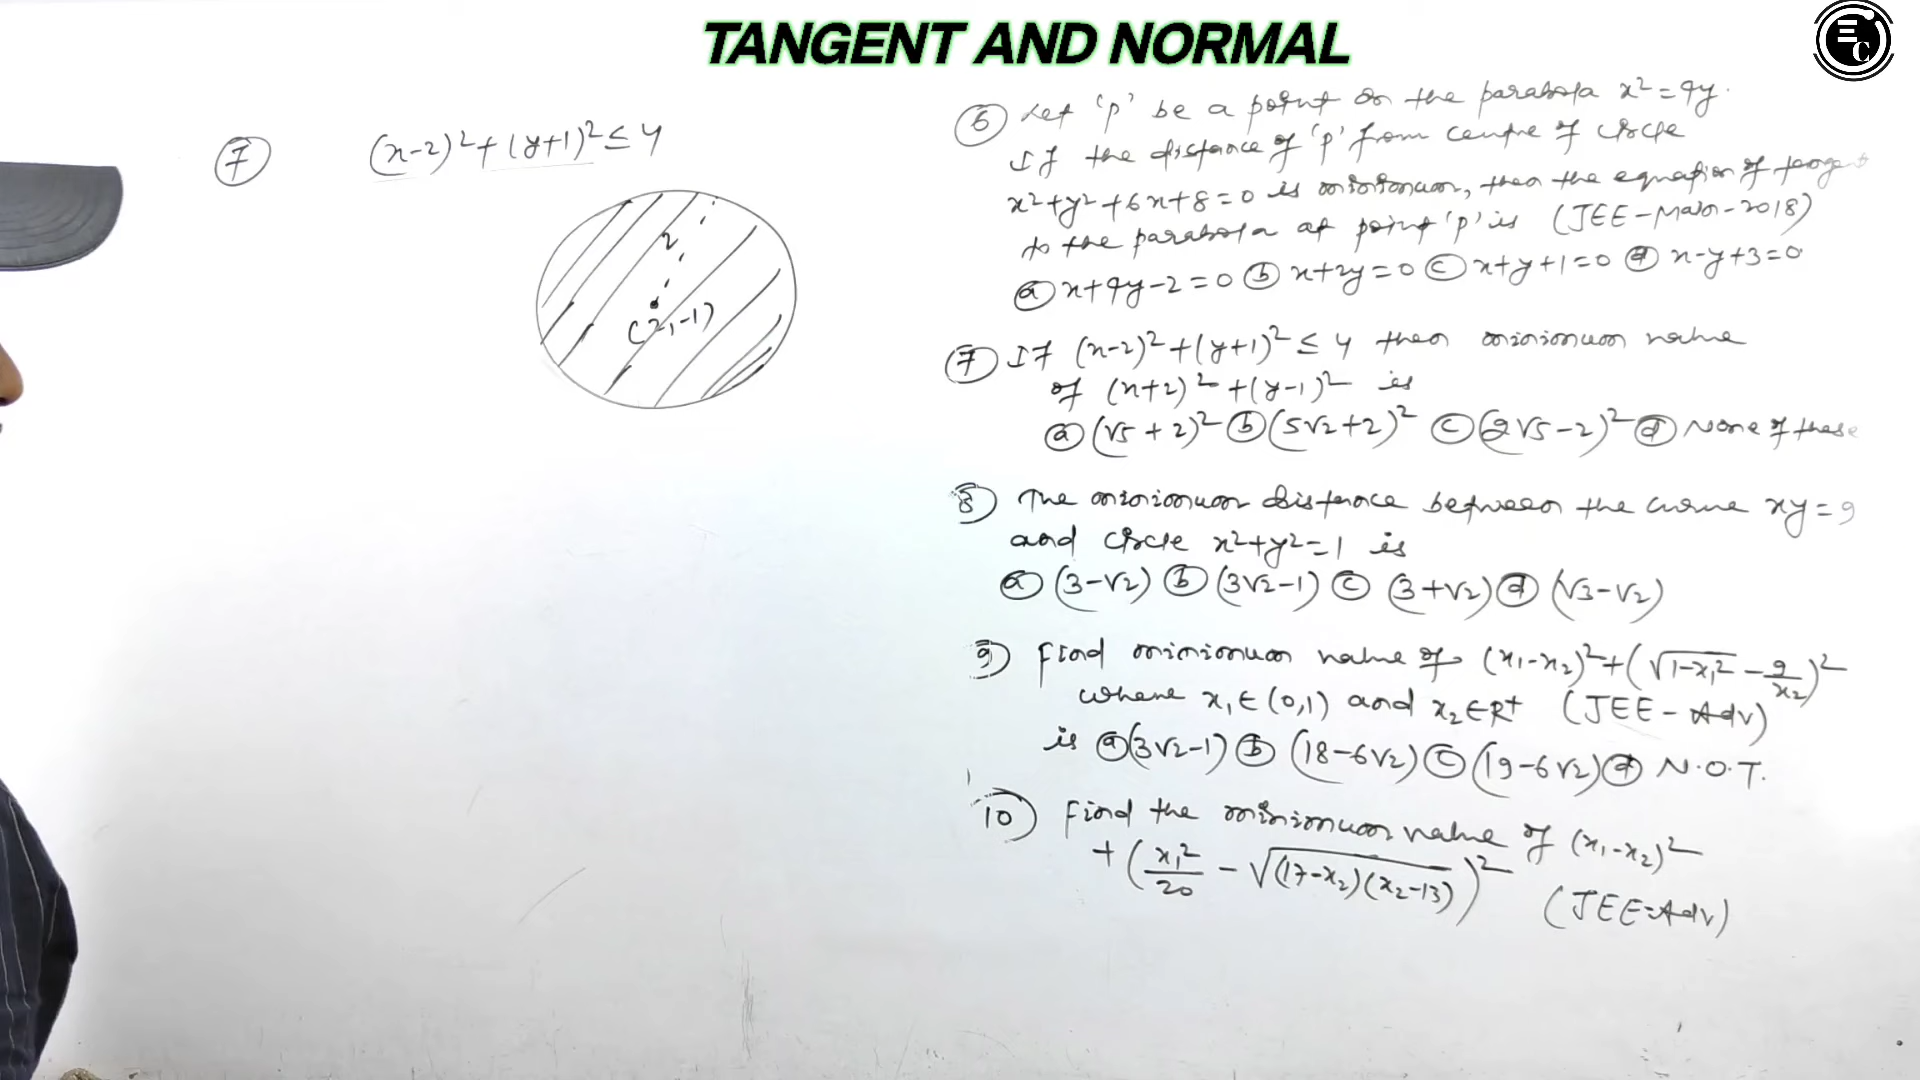 TANGENT AND NORMAL
EC
⑦ (x-2)²+(y+1)²≤4
2
(2,-1)
⑥ Let 'p' be a point on the parabola x²=4y.
If the distance of 'p' from centre of circle
x²+y²+6x+8=0 is minimum, then the equation of tangent
to the parabola at point 'p' is (JEE-Main-2018)
ⓐ x+4y-2=0 ⓑ x+2y=0 ⓒ x+y+1=0 ⓓ x-y+3=0
⑦ If (x-2)²+(y+1)²≤4 then minimum value
of (x+2)²+(y-1)² is
ⓐ (√5+2)² ⓑ (5√2+2)² ⓒ (2√5-2)² ⓓ None of these
⑧ The minimum distance between the curve xy=9
and circle x²+y²=1 is
ⓐ (3-√2) ⓑ (3√2-1) ⓒ (3+√2) ⓓ (√3-√2)
⑨ Find minimum value of (x₁-x₂)²+(√(1-x₁²)-9/x₂)²
where x₁∈(0,1) and x₂∈R⁺ (JEE-Adv)
is ⓐ (3√2-1) ⓑ (18-6√2) ⓒ (19-6√2) ⓓ N.O.T.
⑩ Find the minimum value of (x₁-x₂)²
+(x₁²/20-√((17-x₂)(x₂-13)))² (JEE-Adv)